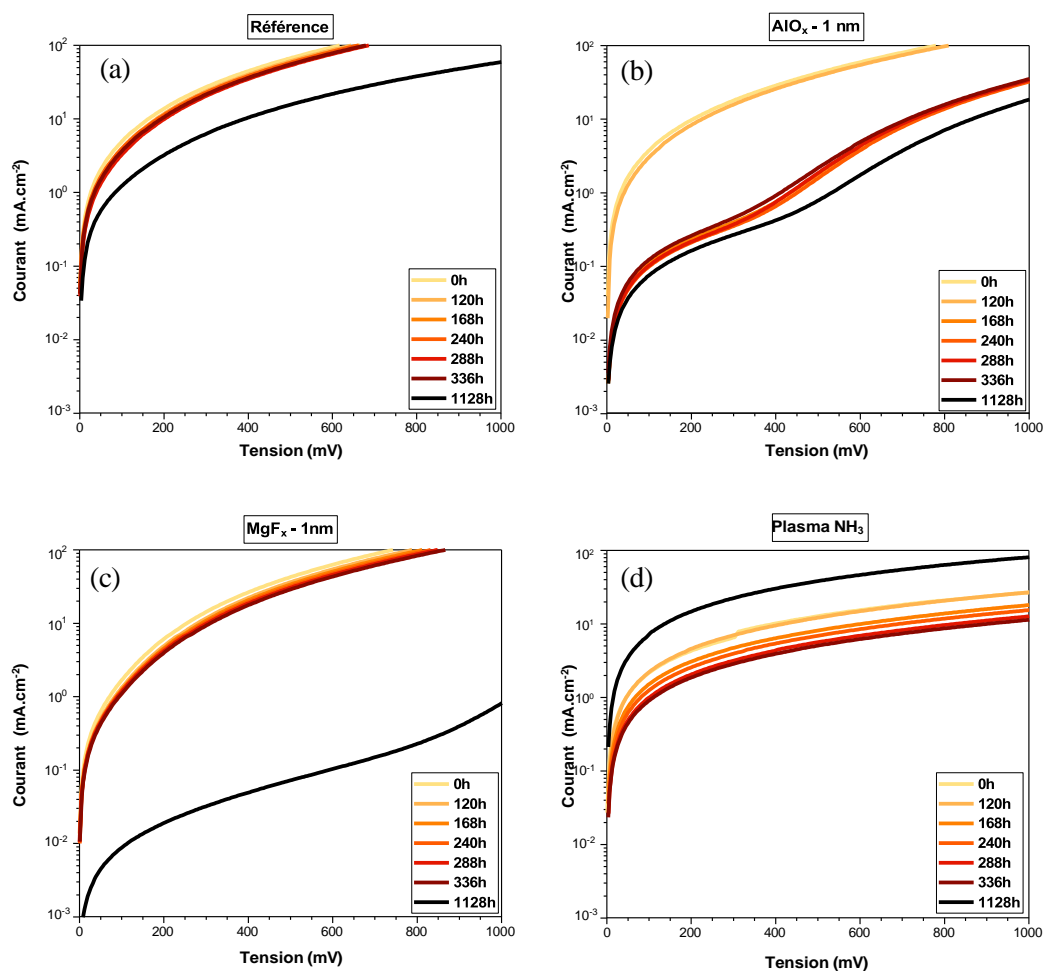 Référence
(a)
Courant (mA.cm-2)
10²
10¹
10⁰
10⁻¹
10⁻²
10⁻³
0h
120h
168h
240h
288h
336h
1128h
0 200 400 600 800 1000
Tension (mV)
AlOₓ - 1 nm
(b)
Courant (mA.cm-2)
10²
10¹
10⁰
10⁻¹
10⁻²
10⁻³
0h
120h
168h
240h
288h
336h
1128h
0 200 400 600 800 1000
Tension (mV)
MgFₓ - 1nm
(c)
Courant (mA.cm-2)
10²
10¹
10⁰
10⁻¹
10⁻²
10⁻³
0h
120h
168h
240h
288h
336h
1128h
0 200 400 600 800 1000
Tension (mV)
Plasma NH₃
(d)
Courant (mA.cm-2)
10²
10¹
10⁰
10⁻¹
10⁻²
10⁻³
0h
120h
168h
240h
288h
336h
1128h
0 200 400 600 800 1000
Tension (mV)